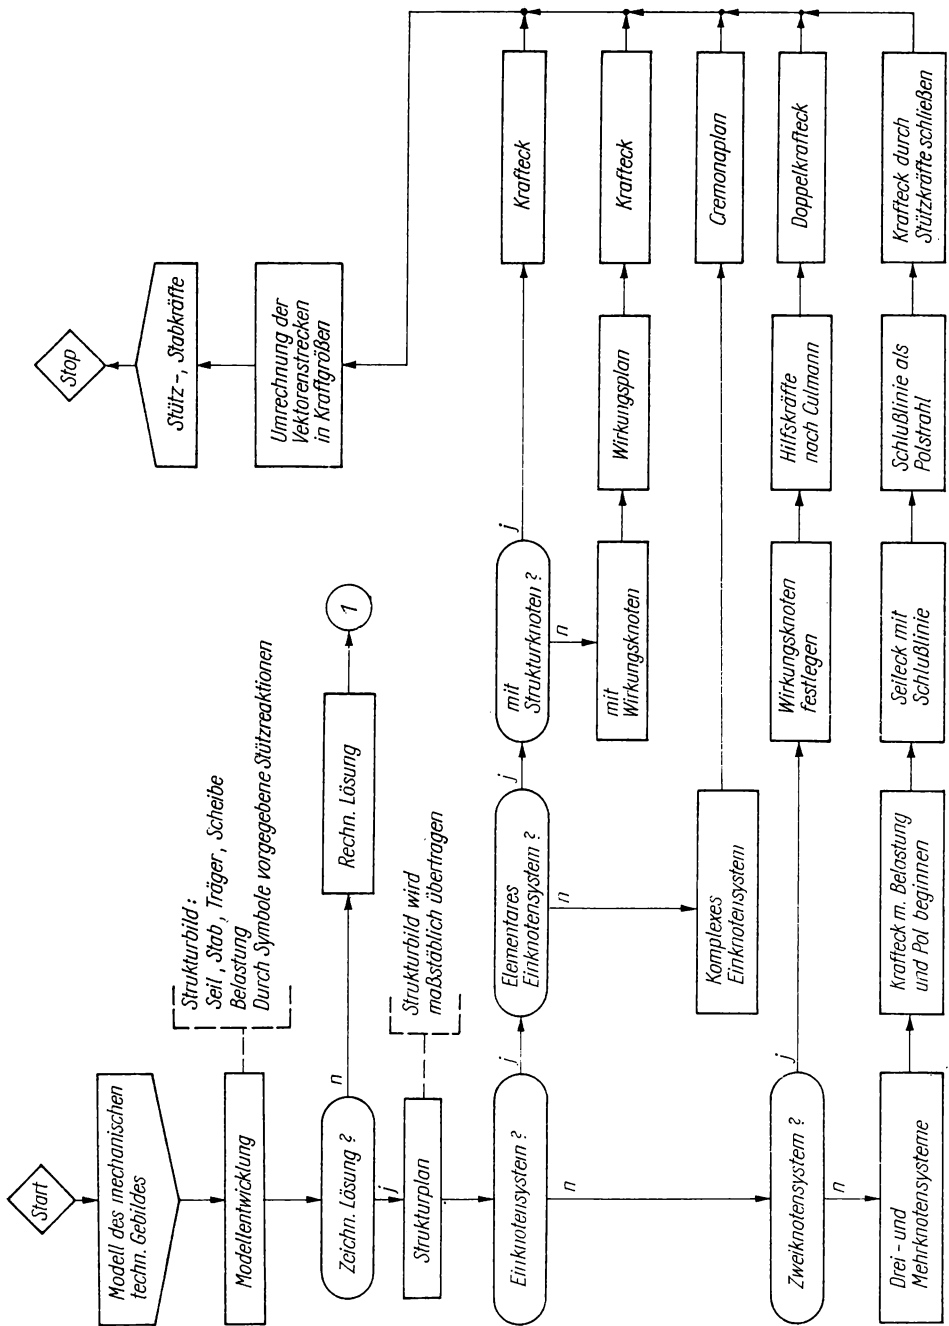 Start
Modell des mechanischen
techn. Gebildes
Modellentwicklung
Strukturbild :
Seil, Stab, Träger, Scheibe
Belastung
Durch Symbole vorgegebene Stützreaktionen
Zeichn. Lösung ?
n
Rechn. Lösung
1
j
Strukturplan
Strukturbild wird
maßstäblich übertragen
Einknotensystem ?
j
Elementares
Einknotensystem ?
j
mit
Strukturknoten ?
j
Krafteck
n
mit
Wirkungsknoten
Wirkungsplan
Krafteck
n
Komplexes
Einknotensystem
Cremonaplan
n
Zweiknotensystem ?
j
Wirkungsknoten
festlegen
Hilfskräfte
nach Culmann
Doppelkrafteck
n
Drei- und
Mehrknotensysteme
Krafteck m. Belastung
und Pol beginnen
Seileck mit
Schlußlinie
Schlußlinie als
Polstrahl
Krafteck durch
Stützkräfte schließen
Umrechnung der
Vektorenstrecken
in Kraftgrößen
Stütz-, Stabkräfte
Stop